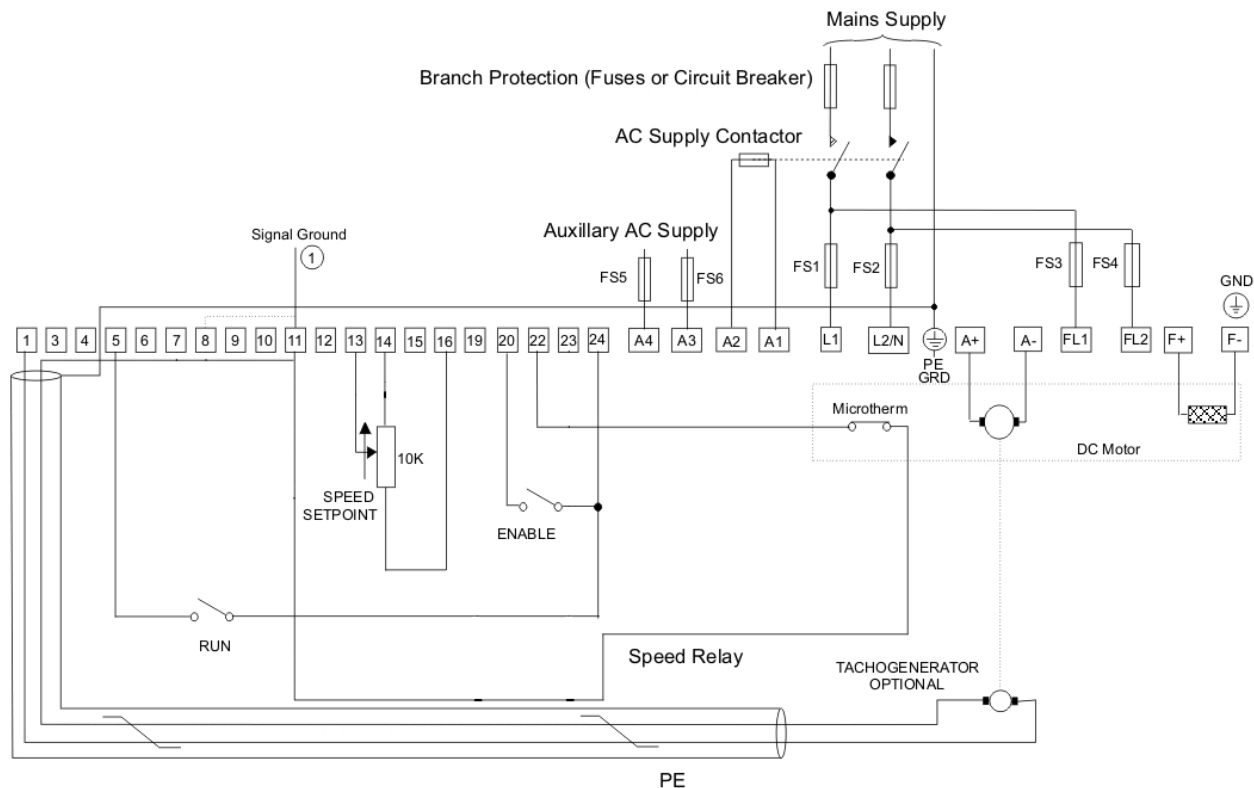 Mains Supply
Branch Protection (Fuses or Circuit Breaker)
AC Supply Contactor
Auxillary AC Supply
Signal Ground
1
FS5
FS6
FS1
FS2
FS3
FS4
GND
1 3 4 5 6 7 8 9 10 11 12 13 14 15 16 19 20 22 23 24 A4 A3 A2 A1 L1 L2/N A+ A- FL1 FL2 F+ F-
PE
GRD
Microtherm
DC Motor
10K
SPEED
SETPOINT
ENABLE
RUN
Speed Relay
TACHOGENERATOR
OPTIONAL
PE